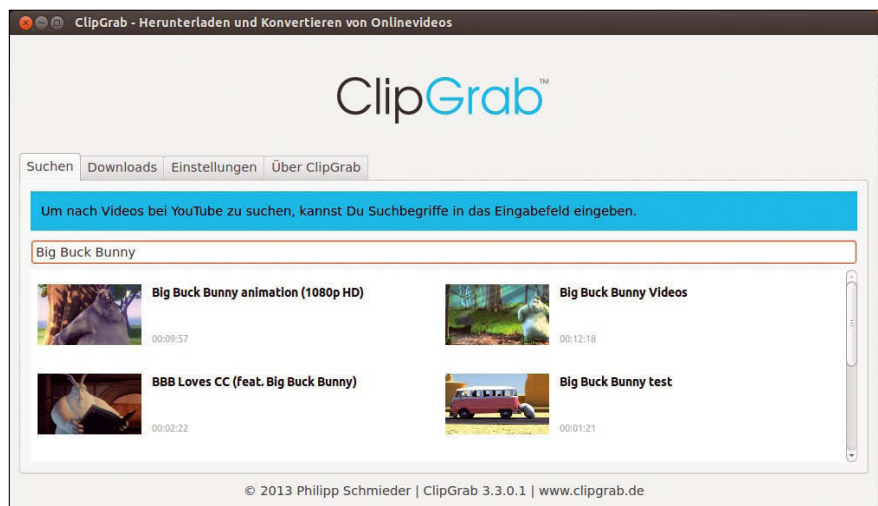 ClipGrab - Herunterladen und Konvertieren von Onlinevideos
ClipGrab™
Suchen Downloads Einstellungen Über ClipGrab
Um nach Videos bei YouTube zu suchen, kannst Du Suchbegriffe in das Eingabefeld eingeben.
Big Buck Bunny
Big Buck Bunny animation (1080p HD)
00:09:57
Big Buck Bunny Videos
00:12:18
BBB Loves CC (feat. Big Buck Bunny)
00:02:22
Big Buck Bunny test
00:01:21
© 2013 Philipp Schmieder | ClipGrab 3.3.0.1 | www.clipgrab.de